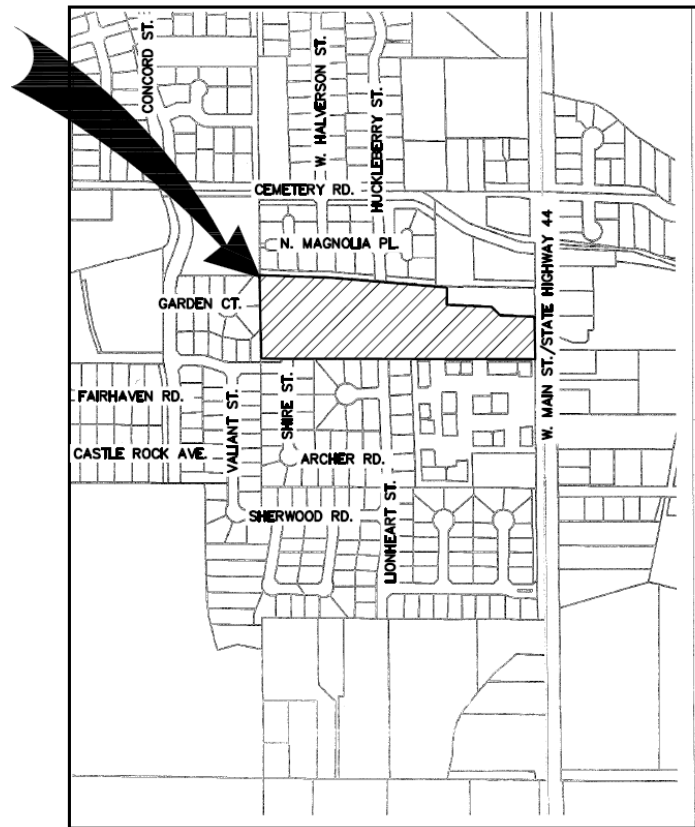 CONCORD ST.
W. HALVERSON ST.
HUCKLEBERRY ST.
CEMETERY RD.
N. MAGNOLIA PL.
W. MAIN ST./STATE HIGHWAY 44
GARDEN CT.
FAIRHAVEN RD.
VALIANT ST.
SHIRE ST.
CASTLE ROCK AVE.
ARCHER RD.
SHERWOOD RD.
LIONHEART ST.